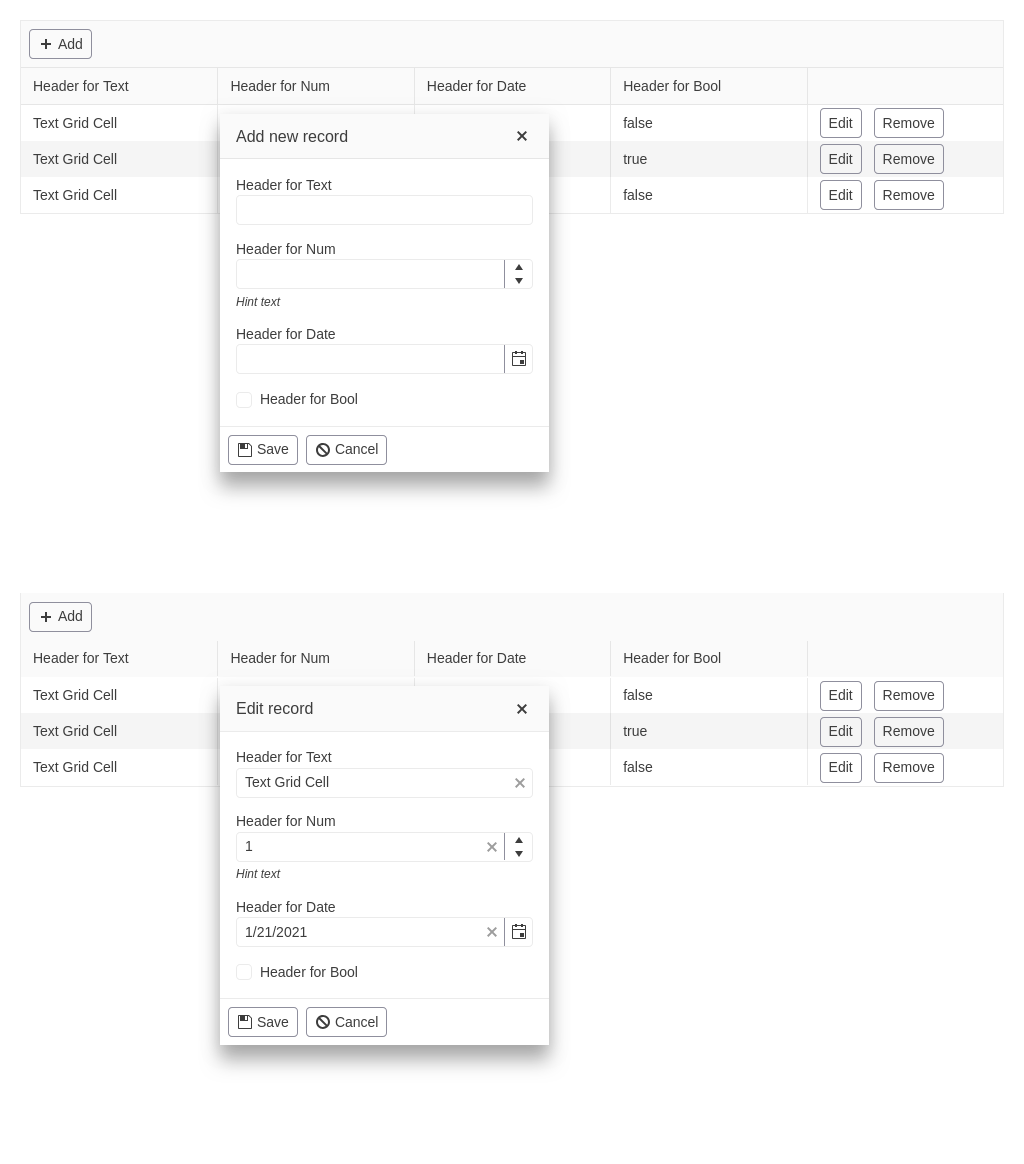 Add
Header for Text Header for Num Header for Date Header for Bool
Text Grid Cell false Edit Remove
Text Grid Cell true Edit Remove
Text Grid Cell false Edit Remove
Add new record
Header for Text
Header for Num
Hint text
Header for Date
Header for Bool
Save Cancel
Add
Header for Text Header for Num Header for Date Header for Bool
Text Grid Cell false Edit Remove
Text Grid Cell true Edit Remove
Text Grid Cell false Edit Remove
Edit record
Header for Text
Text Grid Cell
Header for Num
1
Hint text
Header for Date
1/21/2021
Header for Bool
Save Cancel